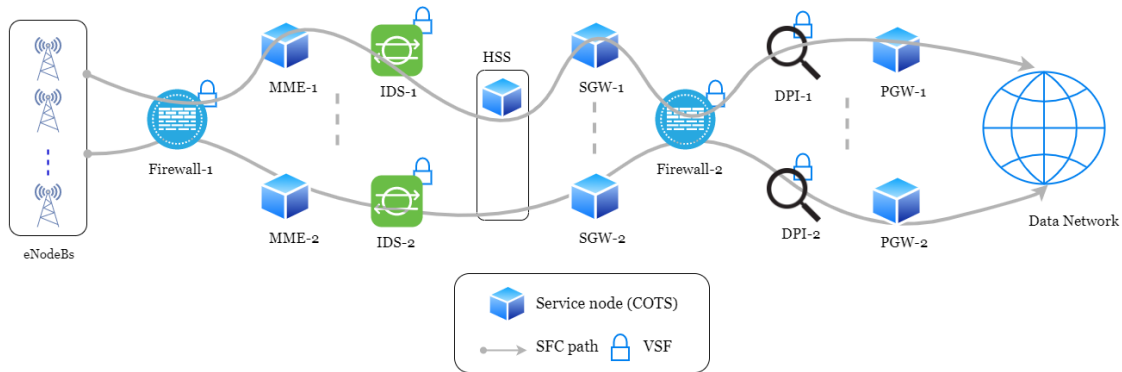 HSS
MME-1
IDS-1
SGW-1
DPI-1
PGW-1
Firewall-1
Firewall-2
MME-2
IDS-2
SGW-2
DPI-2
PGW-2
Data Network
eNodeBs
Service node (COTS)
SFC path
VSF